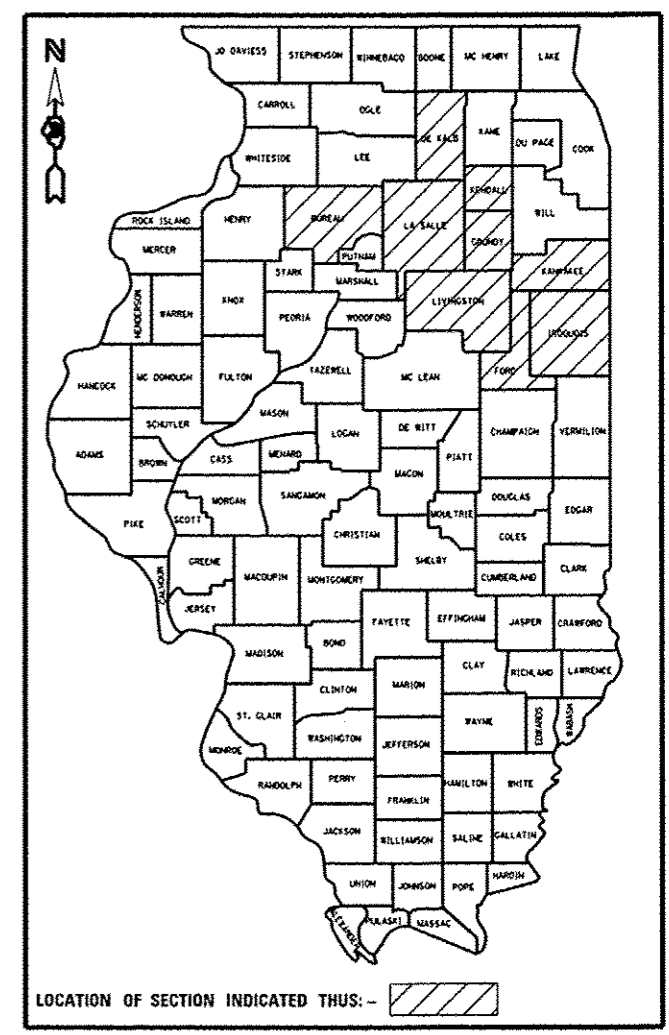 N
JO DAVIESS STEPHENSON WINNEBAGO BOONE MC HENRY LAKE
CARROLL OGLE DE KALB KANE DU PAGE COOK
WHITESIDE LEE
KENDALL WILL
ROCK ISLAND HENRY BUREAU LA SALLE GRUNDY
MERCER PUTNAM KANKAKEE
STARK MARSHALL
HENDERSON WARREN KNOX PEORIA WOODFORD LIVINGSTON IROQUOIS
FORD
HANCOCK MC DONOUGH FULTON TAZEWELL MC LEAN
SCHUYLER MASON LOGAN DE WITT CHAMPAIGN VERMILION
ADAMS BROWN CASS MENARD PIATT
MACON
MORGAN SANGAMON DOUGLAS EDGAR
PIKE SCOTT CHRISTIAN MOULTRIE COLES
GREENE MACOUPIN MONTGOMERY SHELBY CLARK
CALHOUN CUMBERLAND
JERSEY FAYETTE EFFINGHAM JASPER CRAWFORD
MADISON BOND
CLAY RICHLAND LAWRENCE
CLINTON MARION
ST. CLAIR WAYNE EDWARDS WABASH
MONROE WASHINGTON JEFFERSON
RANDOLPH PERRY HAMILTON WHITE
FRANKLIN
JACKSON WILLIAMSON SALINE GALLATIN
UNION JOHNSON POPE HARDIN
ALEXANDER PULASKI MASSAC
LOCATION OF SECTION INDICATED THUS: -